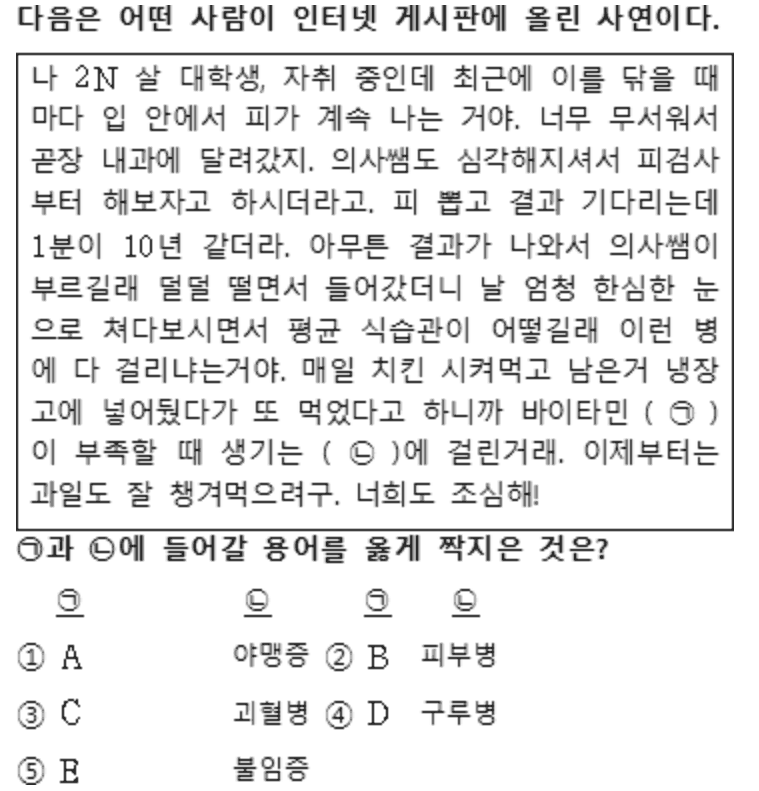 다음은 어떤 사람이 인터넷 게시판에 올린 사연이다.
나 2N 살 대학생, 자취 중인데 최근에 이를 닦을 때
마다 입 안에서 피가 계속 나는 거야. 너무 무서워서
곧장 내과에 달려갔지. 의사쌤도 심각해지셔서 피검사
부터 해보자고 하시더라고. 피 뽑고 결과 기다리는데
1분이 10년 같더라. 아무튼 결과가 나와서 의사쌤이
부르길래 덜덜 떨면서 들어갔더니 날 엄청 한심한 눈
으로 쳐다보시면서 평균 식습관이 어떻길래 이런 병
에 다 걸리냐는거야. 매일 치킨 시켜먹고 남은거 냉장
고에 넣어뒀다가 또 먹었다고 하니까 바이타민 ( ㉠ )
이 부족할 때 생기는 ( ㉡ )에 걸린거래. 이제부터는
과일도 잘 챙겨먹으려구. 너희도 조심해!
㉠과 ㉡에 들어갈 용어를 옳게 짝지은 것은?
㉠ ㉡ ㉠ ㉡
① A 야맹증 ② B 피부병
③ C 괴혈병 ④ D 구루병
⑤ E 불임증